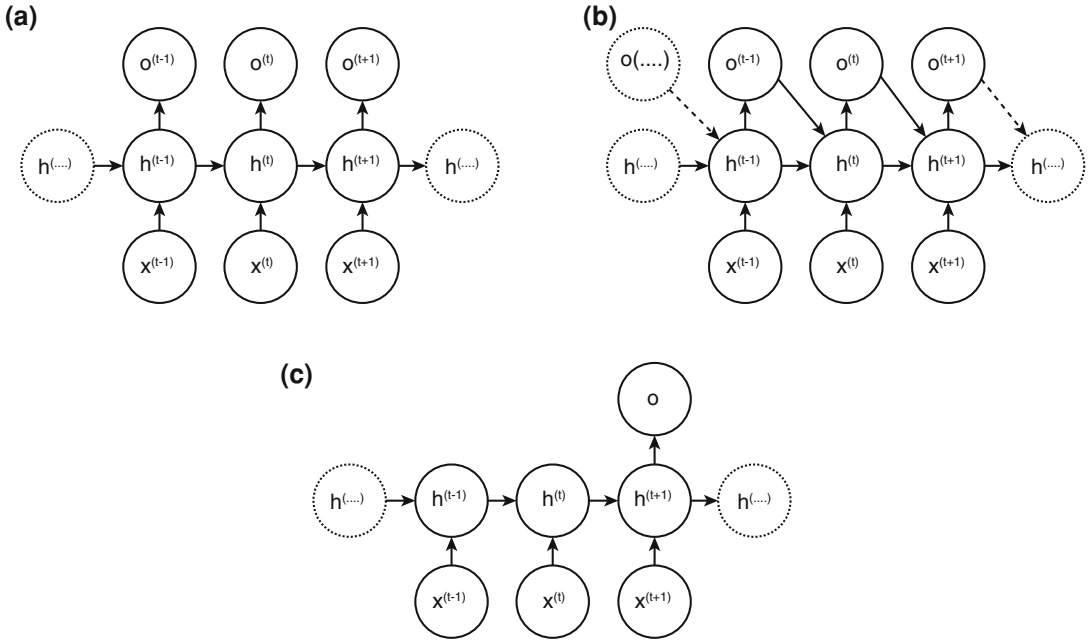 (a)
o(t-1) o(t) o(t+1)
h(....) h(t-1) h(t) h(t+1) h(....)
x(t-1) x(t) x(t+1)
(b)
o(....) o(t-1) o(t) o(t+1)
h(....) h(t-1) h(t) h(t+1) h(....)
x(t-1) x(t) x(t+1)
(c)
o
h(....) h(t-1) h(t) h(t+1) h(....)
x(t-1) x(t) x(t+1)